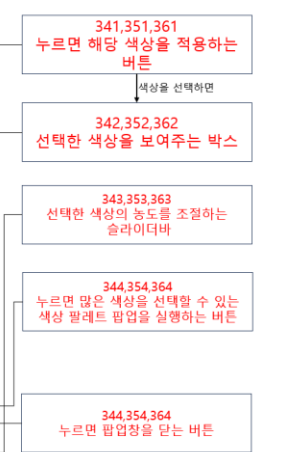 341,351,361
누르면 해당 색상을 적용하는
버튼
색상을 선택하면
342,352,362
선택한 색상을 보여주는 박스
343,353,363
선택한 색상의 농도를 조절하는
슬라이더바
344,354,364
누르면 많은 색상을 선택할 수 있는
색상 팔레트 팝업을 실행하는 버튼
344,354,364
누르면 팝업창을 닫는 버튼